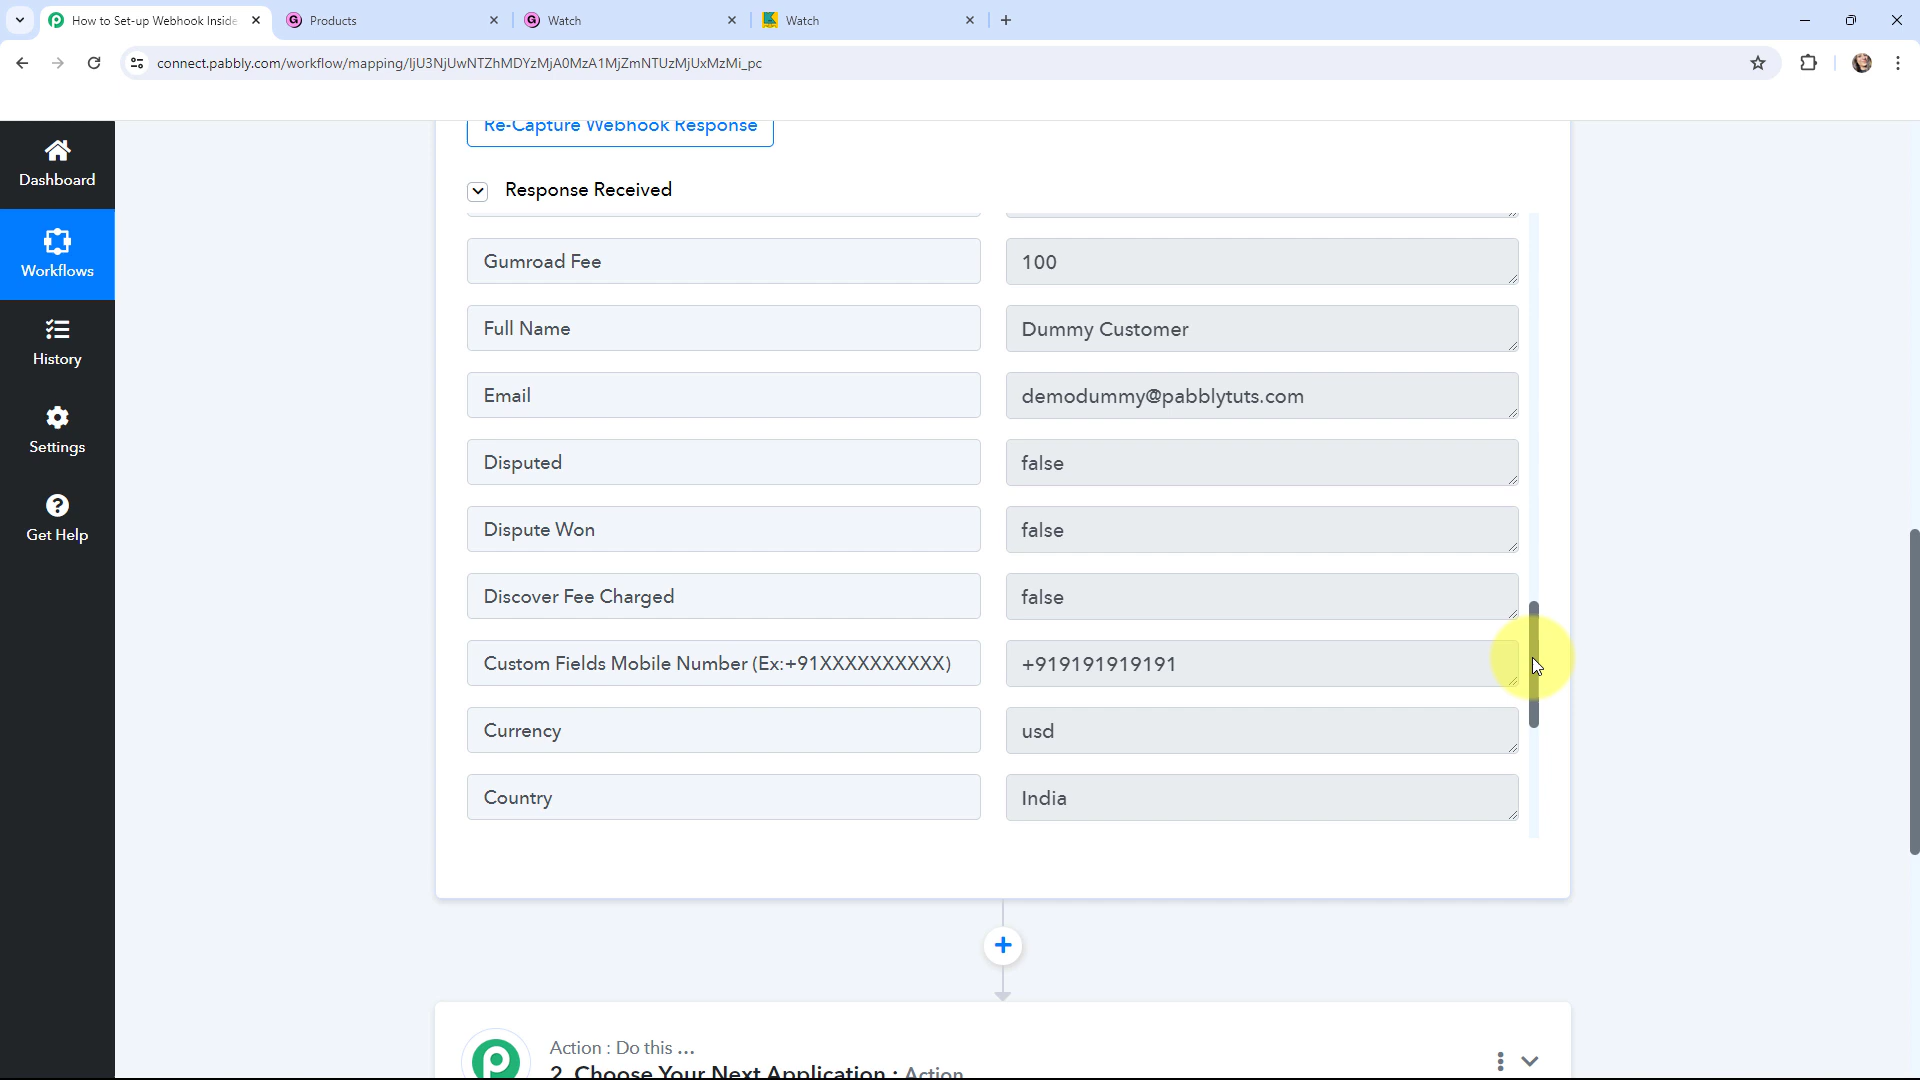 How to Set-up Webhook Inside
Products
Watch
Watch
connect.pabbly.com/workflow/mapping/IjU3NjUwNTZhMDYzMjA0MzA1MjZmNTUzMjUxMzMi_pc
Re-Capture Webhook Response
Dashboard
Response Received
Workflows
Gumroad Fee
100
History
Full Name
Dummy Customer
Email
demodummy@pabblytuts.com
Settings
Disputed
false
Get Help
Dispute Won
false
Discover Fee Charged
false
Custom Fields Mobile Number (Ex:+91XXXXXXXXXX)
+919191919191
Currency
usd
Country
India
Action : Do this ...
2. Choose Your Next Application : Action